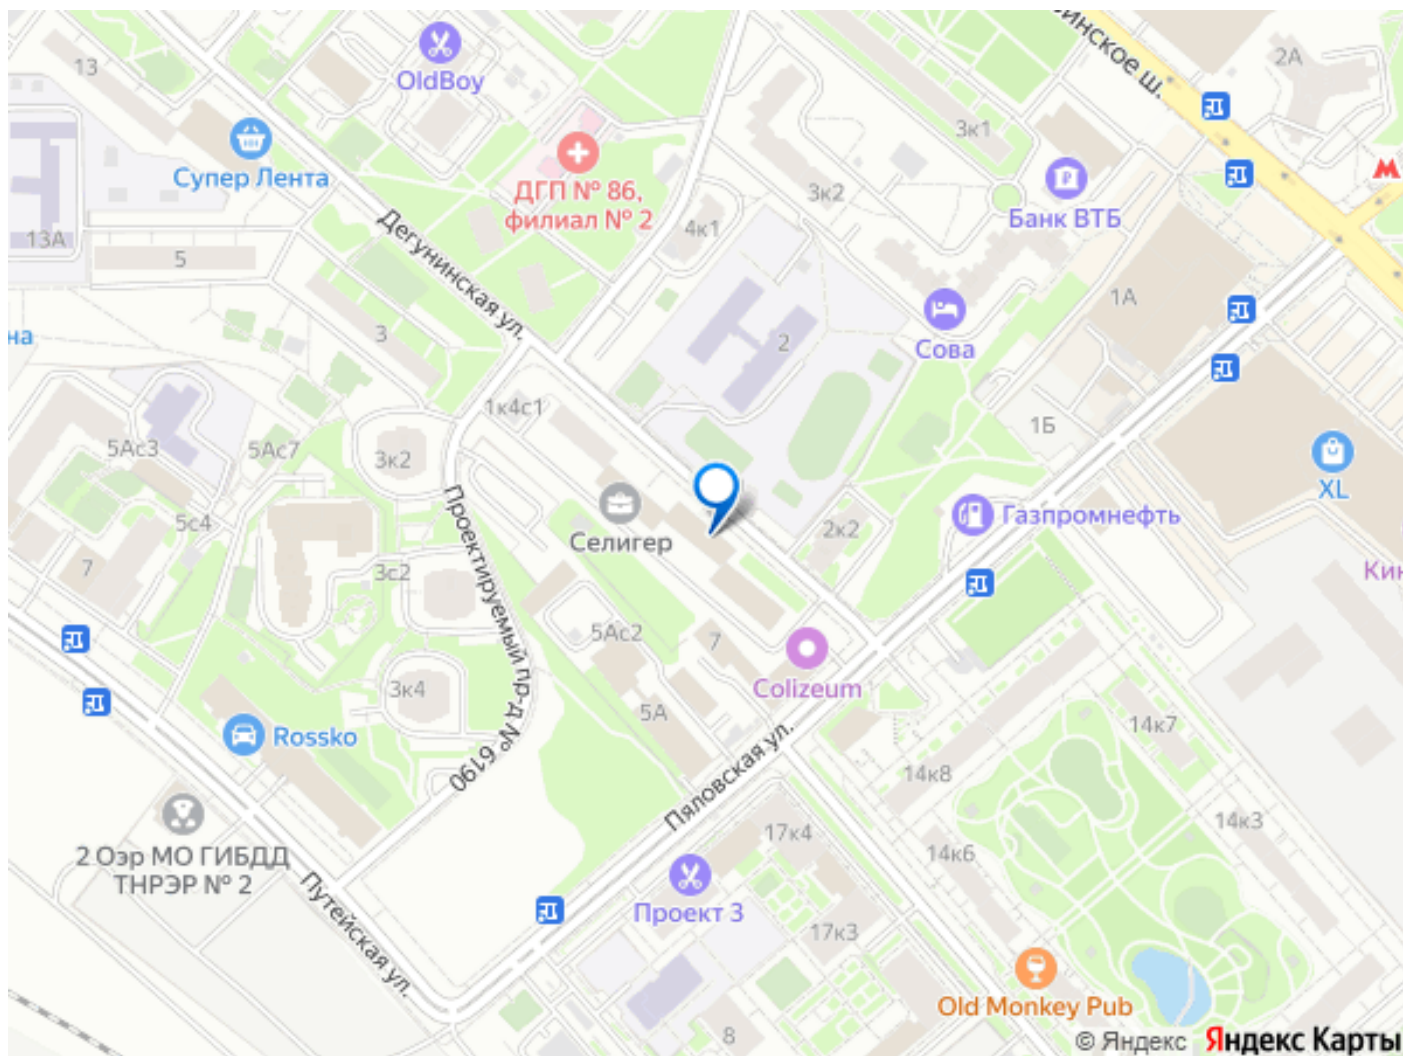 13
OldBoy
2А
синское ш.
3к1
Супер Лента
ДГП № 86,
филиал № 2
3к2
Банк ВТБ
13А
5
Дегунинская ул.
4к1
1А
на
3
2
Сова
1к4с1
1Б
5Ас3
5Ас7
3к2
XL
5с4
Селигер
2к2
Газпромнефть
7
3с2
Кин
Проектируемый пр-д № 6190
5Ас2
7
3к4
Colizeum
5А
14к7
Rossko
Пяловская ул.
14к8
2 Оэр МО ГИБДД
ТНРЭР № 2
17к4
14к3
14к6
Путейская ул.
Проект 3
17к3
Old Monkey Pub
8
© Яндекс Яндекс Карты